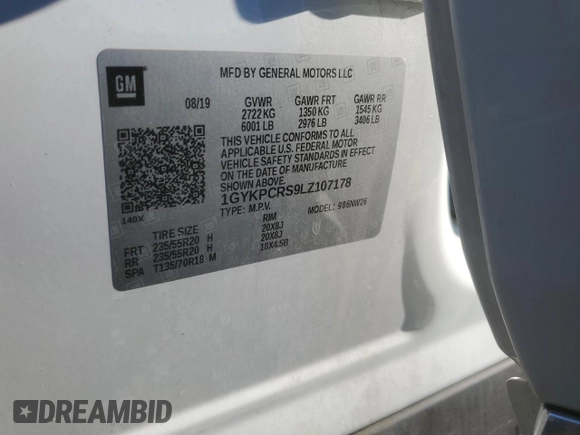 GM
MFD BY GENERAL MOTORS LLC
08/19 GVWR GAWR FRT GAWR RR
2722 KG 1350 KG 1545 KG
6001 LB 2976 LB 3406 LB
THIS VEHICLE CONFORMS TO ALL
APPLICABLE U.S. FEDERAL MOTOR
VEHICLE SAFETY STANDARDS IN EFFECT
ON THE DATE OF MANUFACTURE
SHOWN ABOVE.
1GYKPCRS9LZ107178
TYPE: M.P.V. MODEL: 986NW26
140X
TIRE SIZE RIM
FRT 235/55R20 H 20X8J
RR 235/55R20 H 20X8J
SPA T135/70R18 M 18X4.5B
DREAMBID